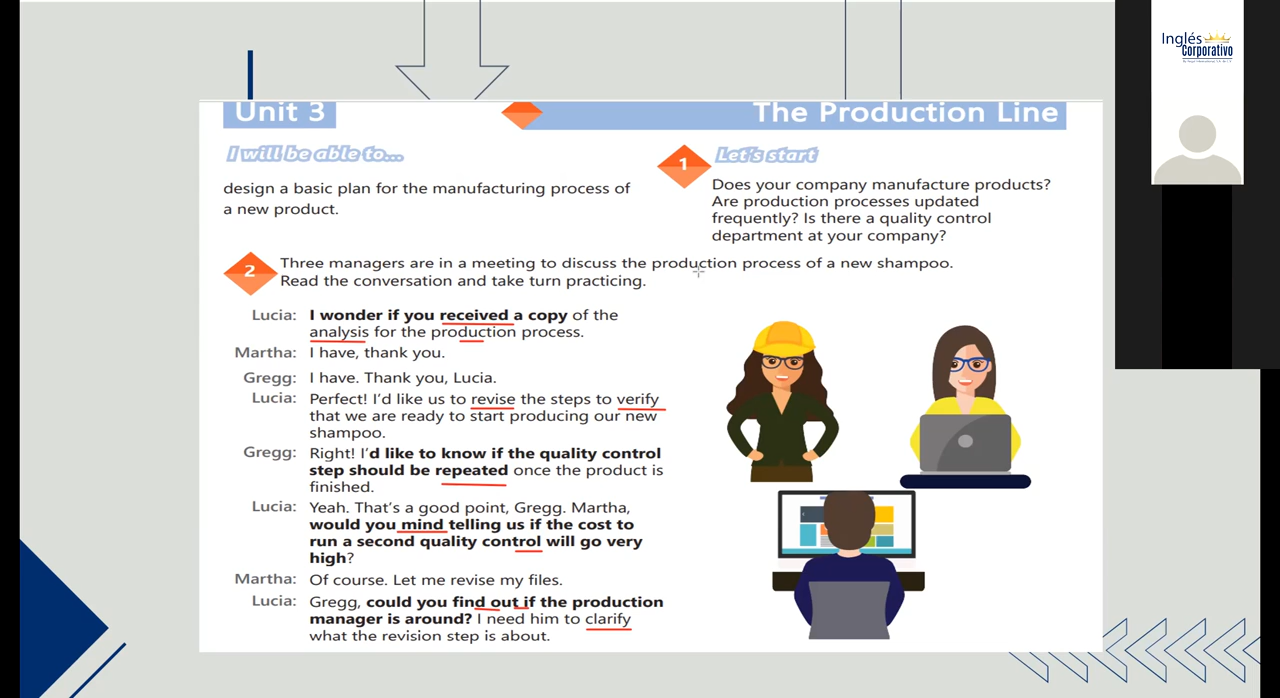 Inglés
Corporativo
Unit 3
The Production Line
I will be able to...
design a basic plan for the manufacturing process of
a new product.
1
Let's start
Does your company manufacture products?
Are production processes updated
frequently? Is there a quality control
department at your company?
2
Three managers are in a meeting to discuss the production process of a new shampoo.
Read the conversation and take turn practicing.
Lucia: I wonder if you received a copy of the
analysis for the production process.
Martha: I have, thank you.
Gregg: I have. Thank you, Lucia.
Lucia: Perfect! I'd like us to revise the steps to verify
that we are ready to start producing our new
shampoo.
Gregg: Right! I'd like to know if the quality control
step should be repeated once the product is
finished.
Lucia: Yeah. That's a good point, Gregg. Martha,
would you mind telling us if the cost to
run a second quality control will go very
high?
Martha: Of course. Let me revise my files.
Lucia: Gregg, could you find out if the production
manager is around? I need him to clarify
what the revision step is about.